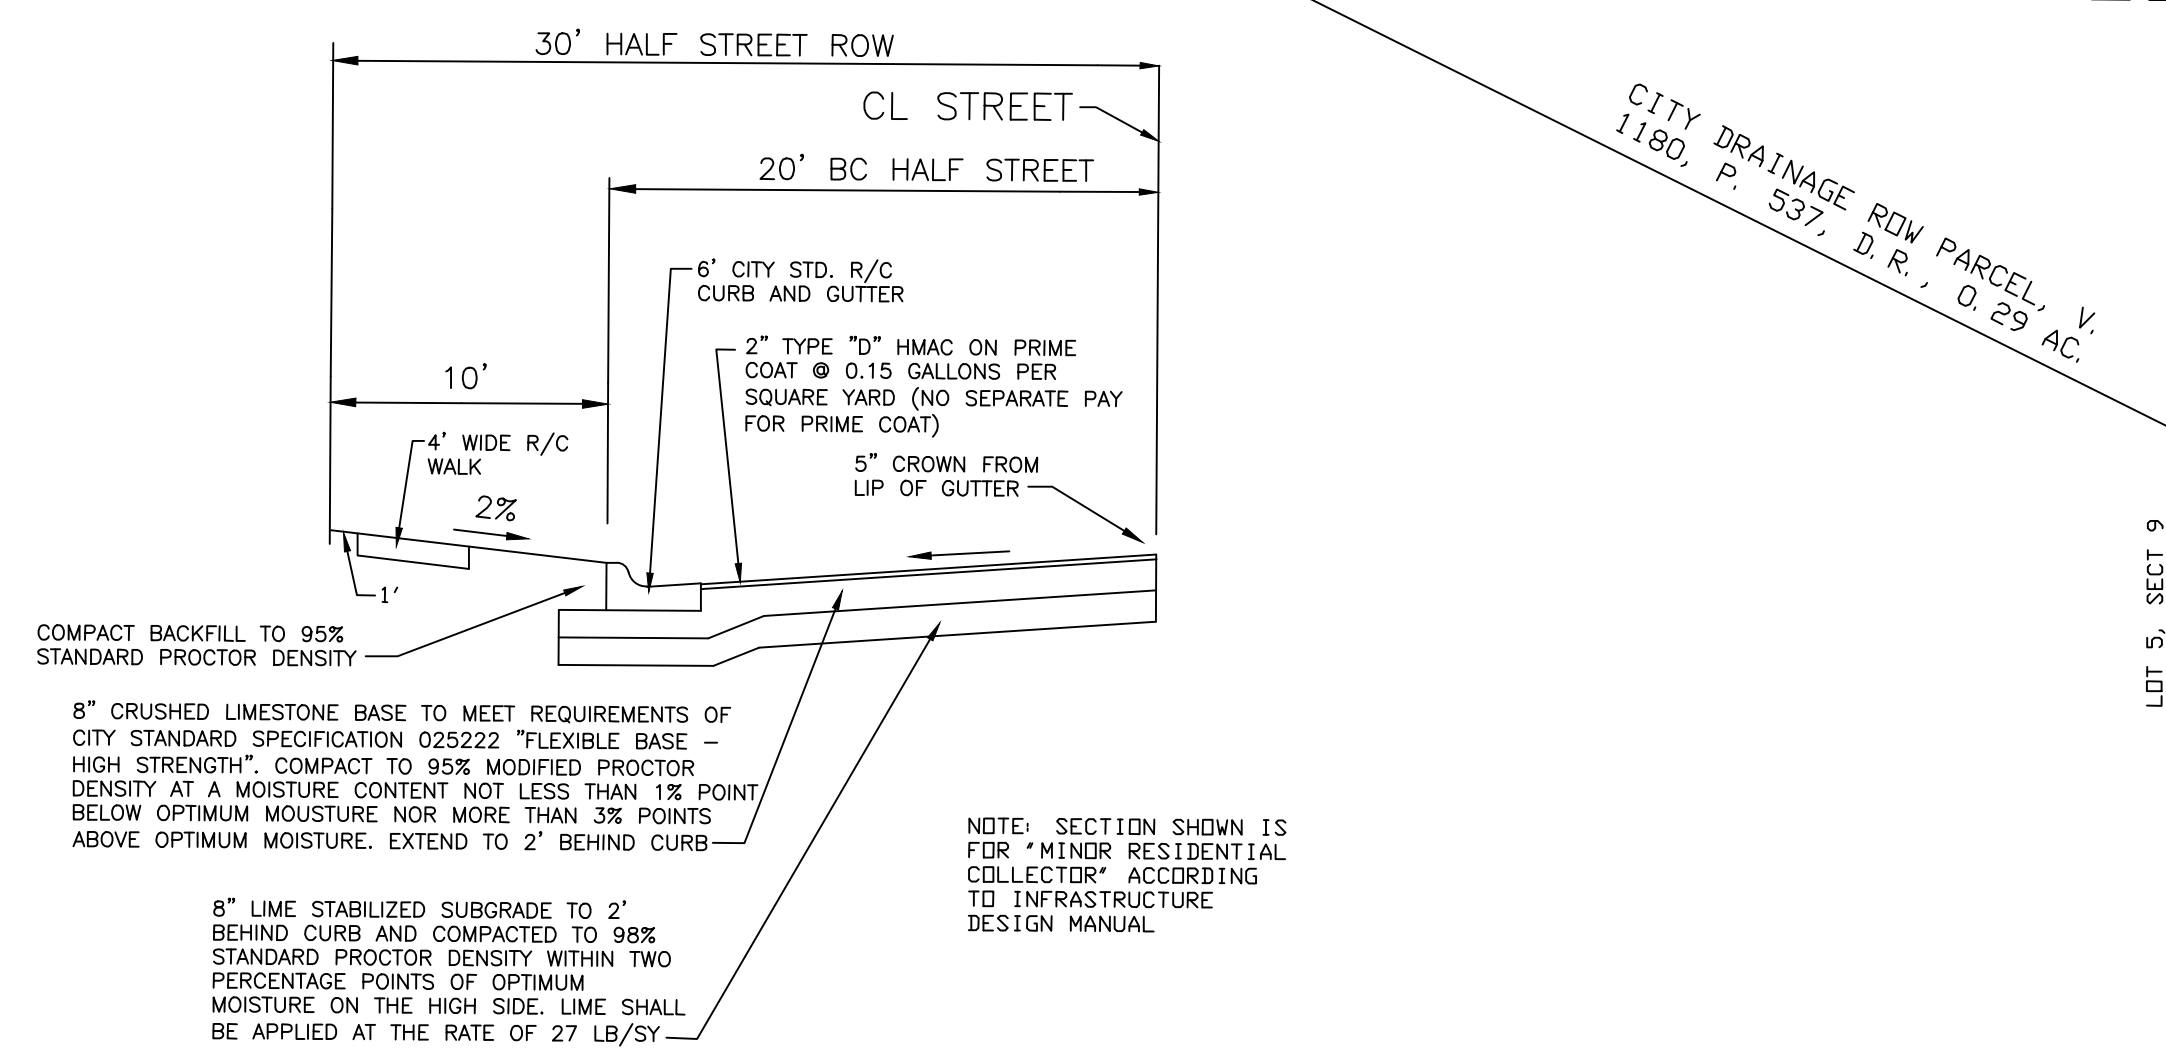 30' HALF STREET ROW
CL STREET
20' BC HALF STREET
6' CITY STD. R/C
CURB AND GUTTER
2" TYPE "D" HMAC ON PRIME
COAT @ 0.15 GALLONS PER
SQUARE YARD (NO SEPARATE PAY
FOR PRIME COAT)
10'
4' WIDE R/C
WALK
5" CROWN FROM
LIP OF GUTTER
2%
1'
COMPACT BACKFILL TO 95%
STANDARD PROCTOR DENSITY
8" CRUSHED LIMESTONE BASE TO MEET REQUIREMENTS OF
CITY STANDARD SPECIFICATION 025222 "FLEXIBLE BASE –
HIGH STRENGTH". COMPACT TO 95% MODIFIED PROCTOR
DENSITY AT A MOISTURE CONTENT NOT LESS THAN 1% POINT
BELOW OPTIMUM MOUSTURE NOR MORE THAN 3% POINTS
ABOVE OPTIMUM MOISTURE. EXTEND TO 2' BEHIND CURB
8" LIME STABILIZED SUBGRADE TO 2'
BEHIND CURB AND COMPACTED TO 98%
STANDARD PROCTOR DENSITY WITHIN TWO
PERCENTAGE POINTS OF OPTIMUM
MOISTURE ON THE HIGH SIDE. LIME SHALL
BE APPLIED AT THE RATE OF 27 LB/SY
NOTE: SECTION SHOWN IS
FOR "MINOR RESIDENTIAL
COLLECTOR" ACCORDING
TO INFRASTRUCTURE
DESIGN MANUAL
CITY DRAINAGE ROW PARCEL, V.
1180, P. 537, D.R., 0.29 AC.
LOT 5, SECT 9